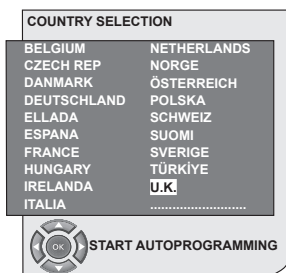 COUNTRY SELECTION
BELGIUM NETHERLANDS
CZECH REP NORGE
DANMARK ÖSTERREICH
DEUTSCHLAND POLSKA
ELLADA SCHWEIZ
ESPANA SUOMI
FRANCE SVERIGE
HUNGARY TÜRKİYE
IRELANDA U.K.
ITALIA ..........................
OK START AUTOPROGRAMMING